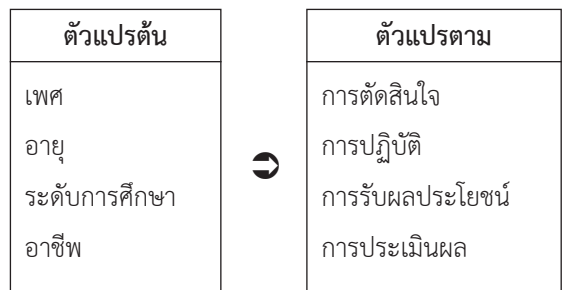 ตัวแปรต้น
เพศ
อายุ
ระดับการศึกษา
อาชีพ
ตัวแปรตาม
การตัดสินใจ
การปฏิบัติ
การรับผลประโยชน์
การประเมินผล